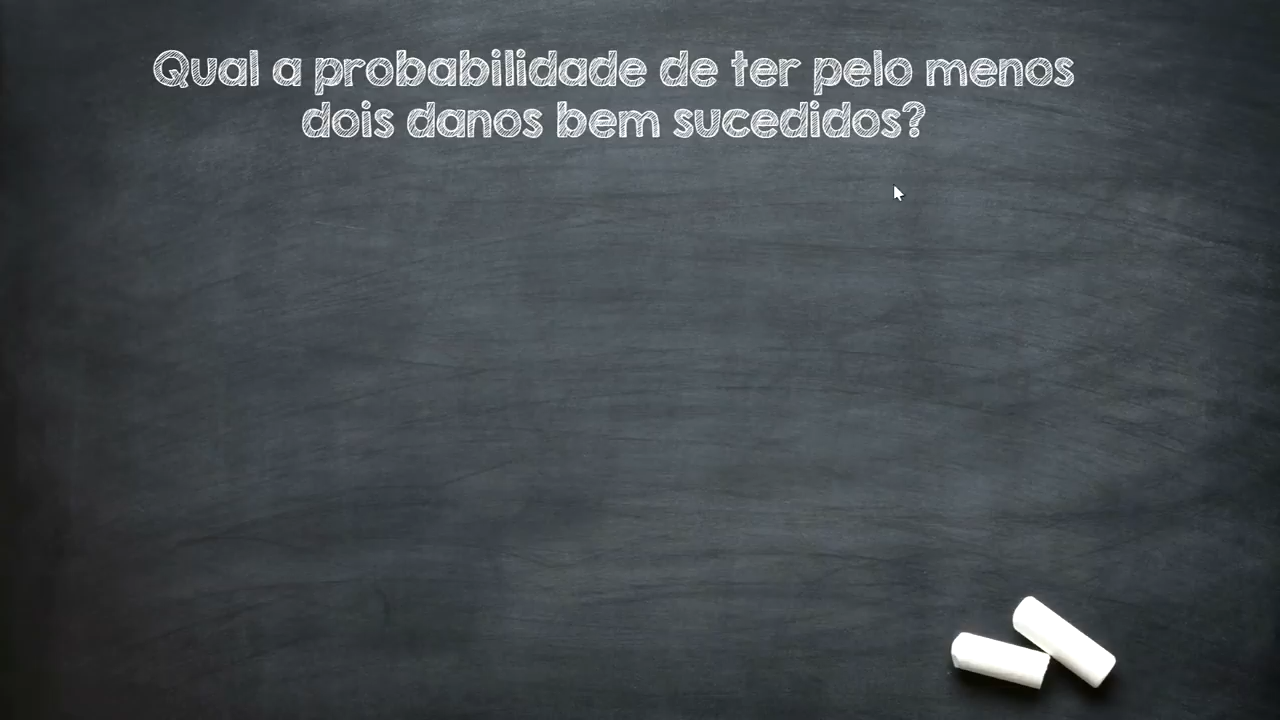 Qual a probabilidade de ter pelo menos
dois danos bem sucedidos?